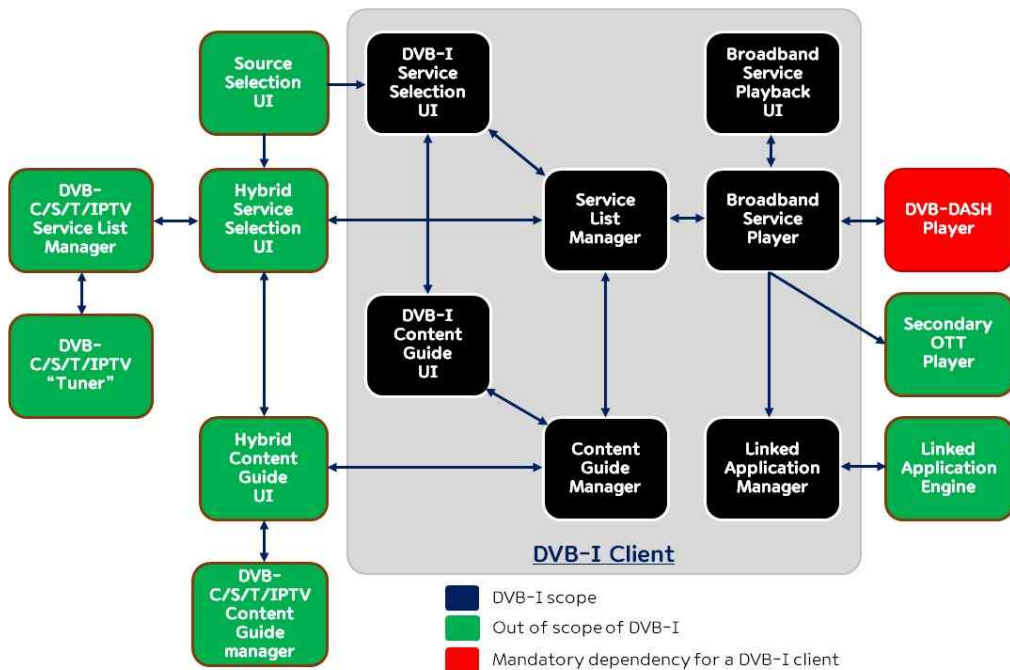 Source
Selection
UI
DVB-I
Service
Selection
UI
Broadband
Service
Playback
UI
DVB-
C/S/T/IPTV
Service List
Manager
Hybrid
Service
Selection
UI
Service
List
Manager
Broadband
Service
Player
DVB-DASH
Player
DVB-
C/S/T/IPTV
“Tuner”
DVB-I
Content
Guide
UI
Secondary
OTT
Player
Hybrid
Content
Guide
UI
Content
Guide
Manager
Linked
Application
Manager
Linked
Application
Engine
DVB-I Client
DVB-
C/S/T/IPTV
Content
Guide
manager
DVB-I scope
Out of scope of DVB-I
Mandatory dependency for a DVB-I client